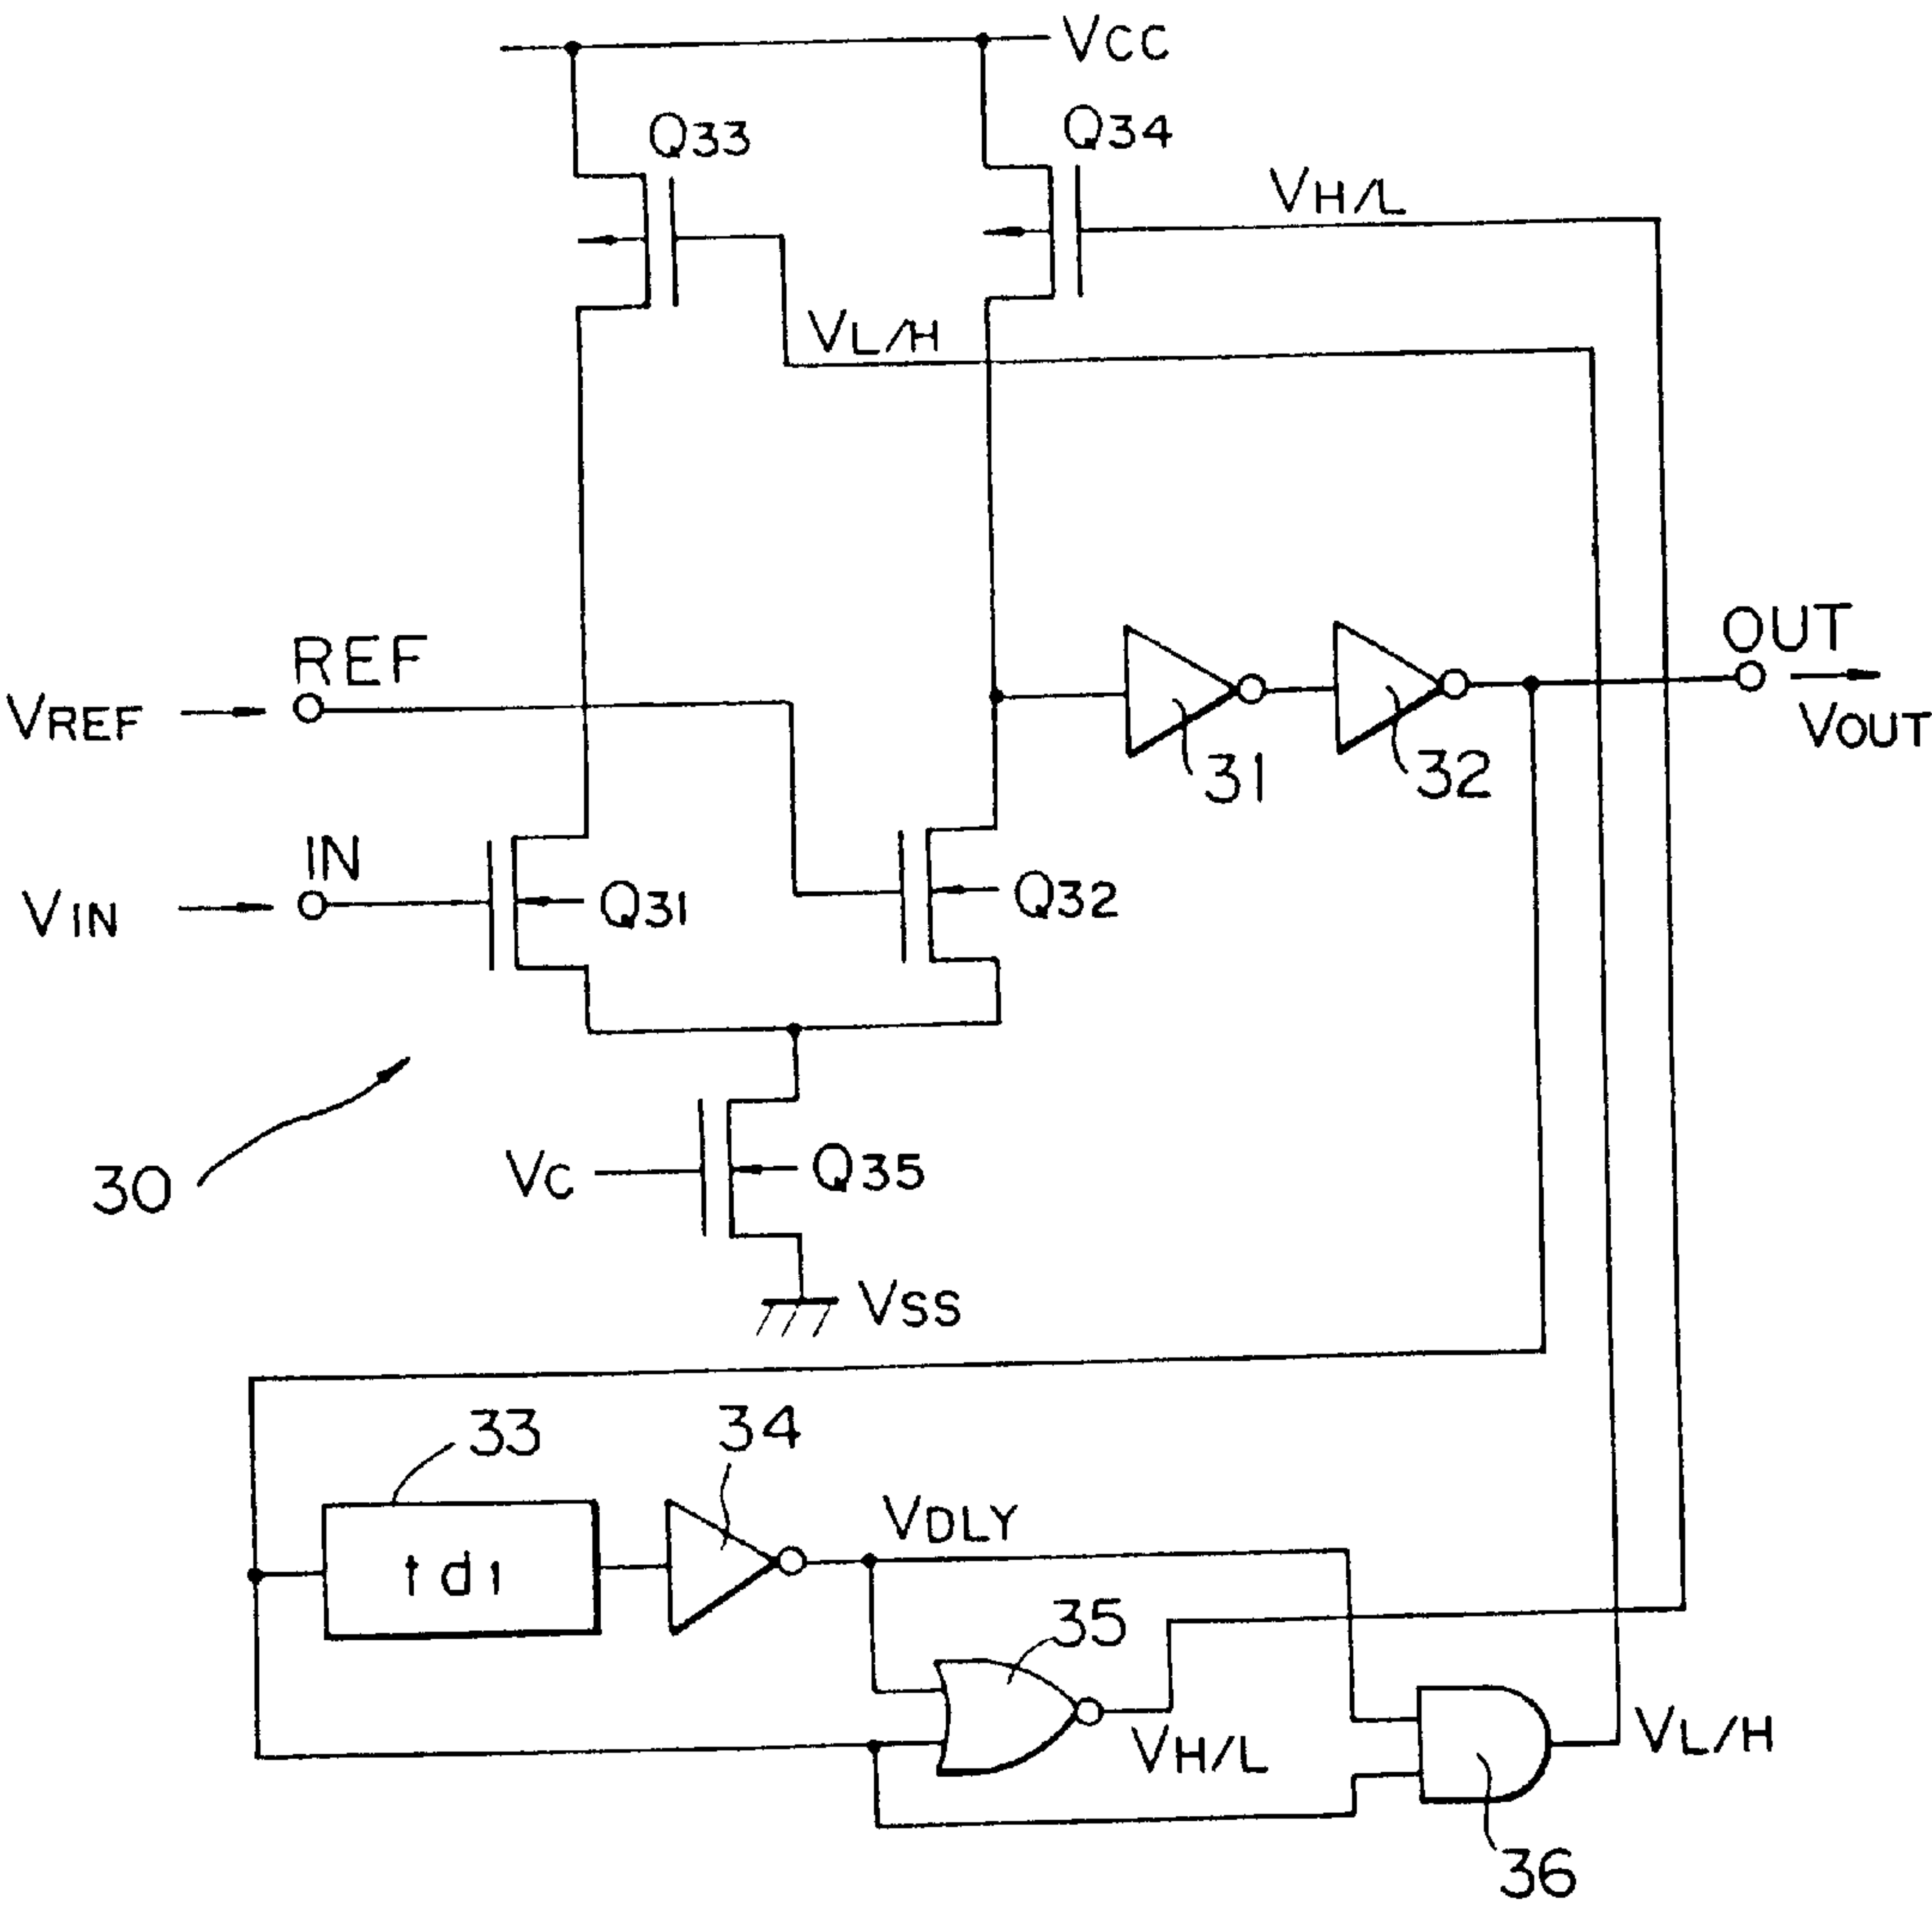 VCC
Q33
Q34
VH/L
VL/H
REF
VREF
OUT
VOUT
31
32
IN
VIN
Q31
Q32
30
VC
Q35
VSS
33
34
td1
VDLY
35
VH/L
VL/H
36